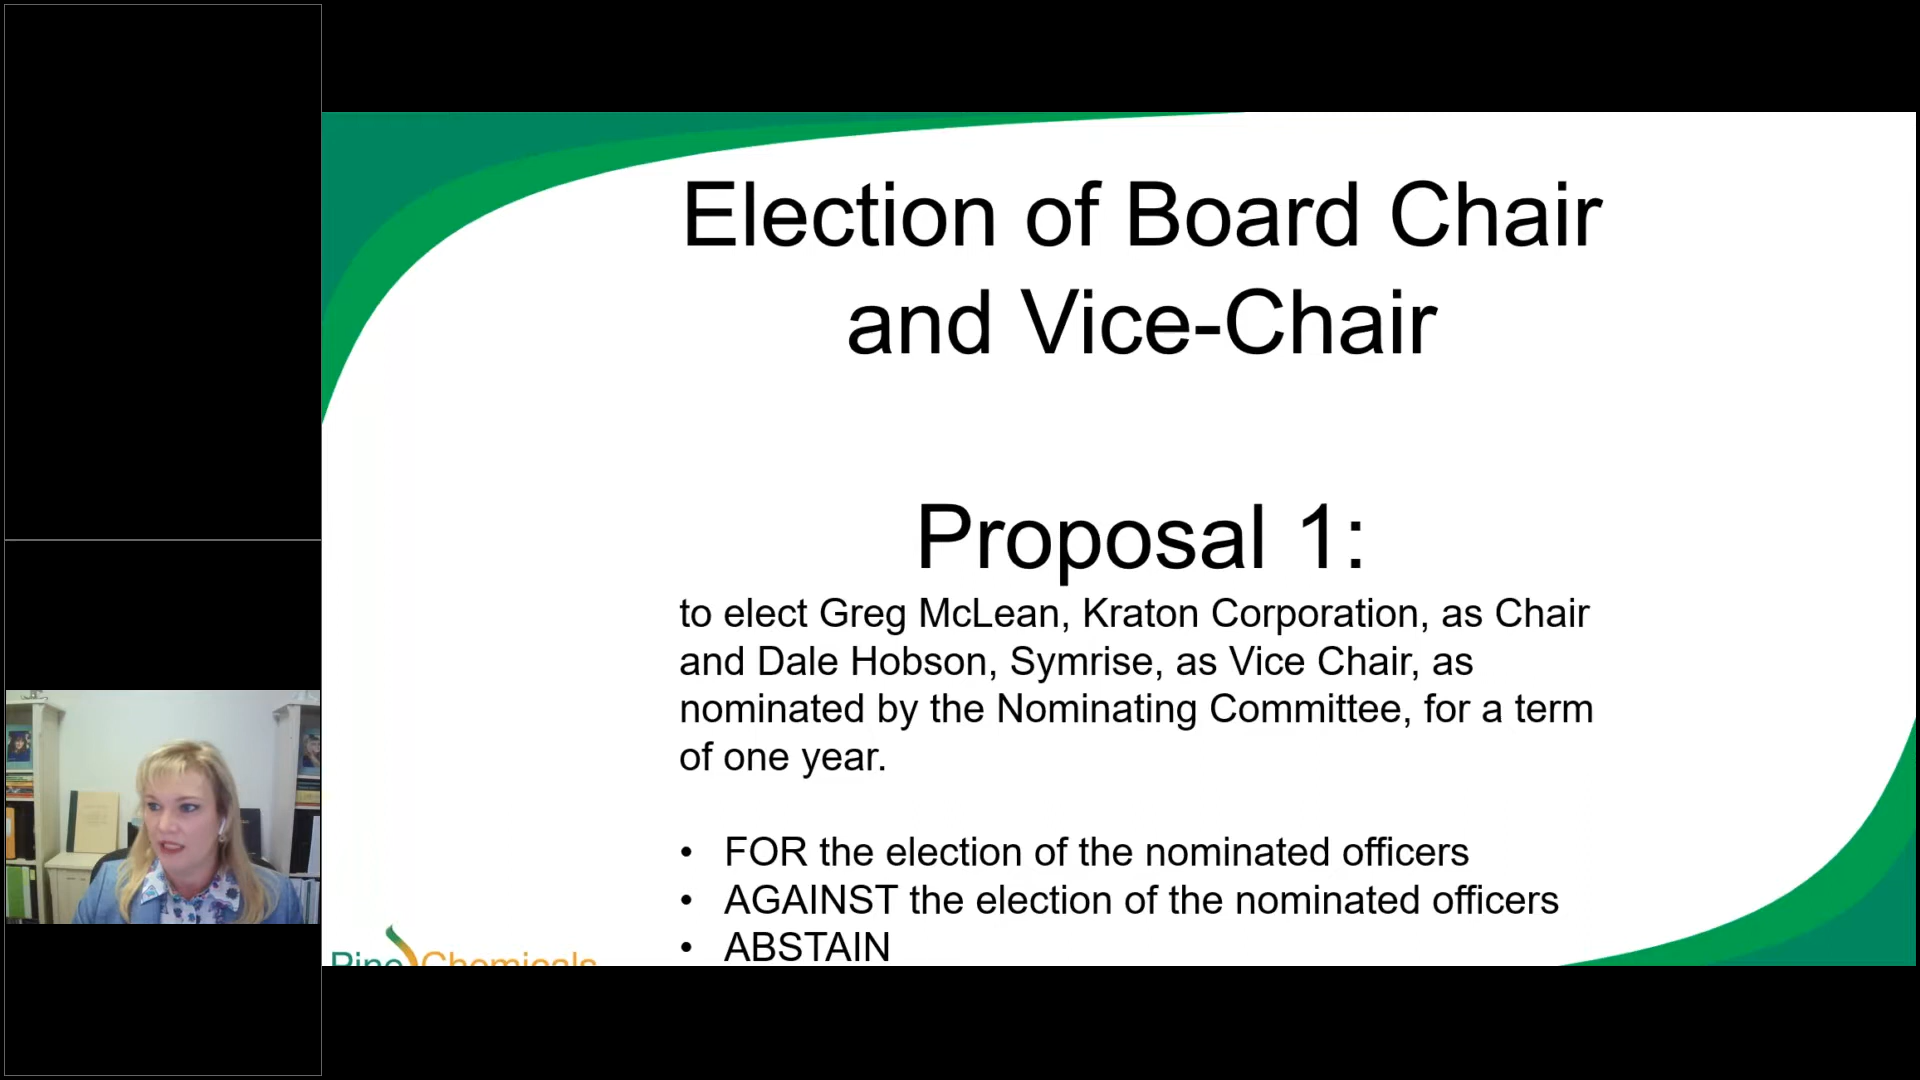 Election of Board Chair
and Vice-Chair
Proposal 1:
to elect Greg McLean, Kraton Corporation, as Chair
and Dale Hobson, Symrise, as Vice Chair, as
nominated by the Nominating Committee, for a term
of one year.
• FOR the election of the nominated officers
• AGAINST the election of the nominated officers
• ABSTAIN
Pine Chemicals